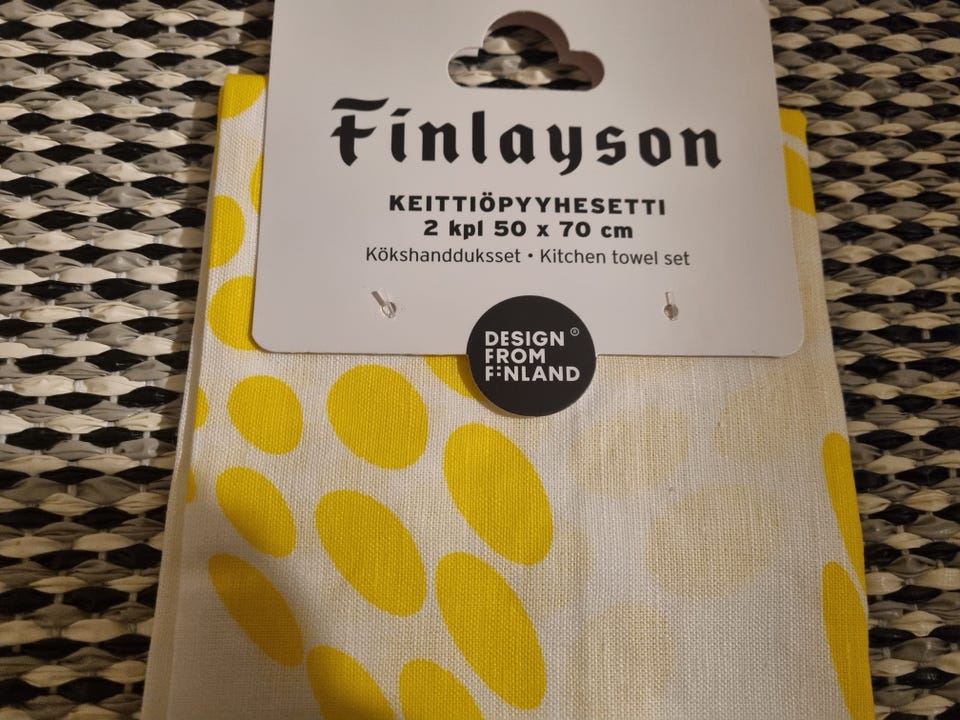 Finlayson
KEITTIÖPYYHESETTI
2 kpl 50 x 70 cm
Kökshandduksset • Kitchen towel set
DESIGN ®
FROM
FINLAND